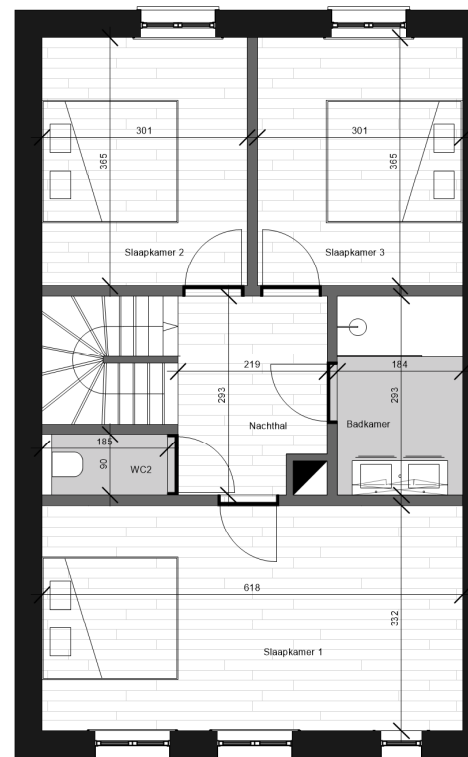 301
301
365
365
Slaapkamer 2
Slaapkamer 3
219
184
293
293
Nachthal
Badkamer
185
WC2
90
618
332
Slaapkamer 1